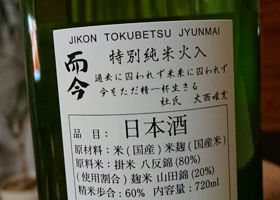 JIKON TOKUBETSU JYUNMAI
而今
特別純米火入
過去に囚われず未来に囚われず
今をただ精一杯生きる
杜氏 大西唯克
品目:日本酒
原材料:米(国産)米麹(国産米)
原料米:掛米 八反錦(80%)
(使用割合)麹米 山田錦(20%)
精米歩合:60% 内容量:720ml